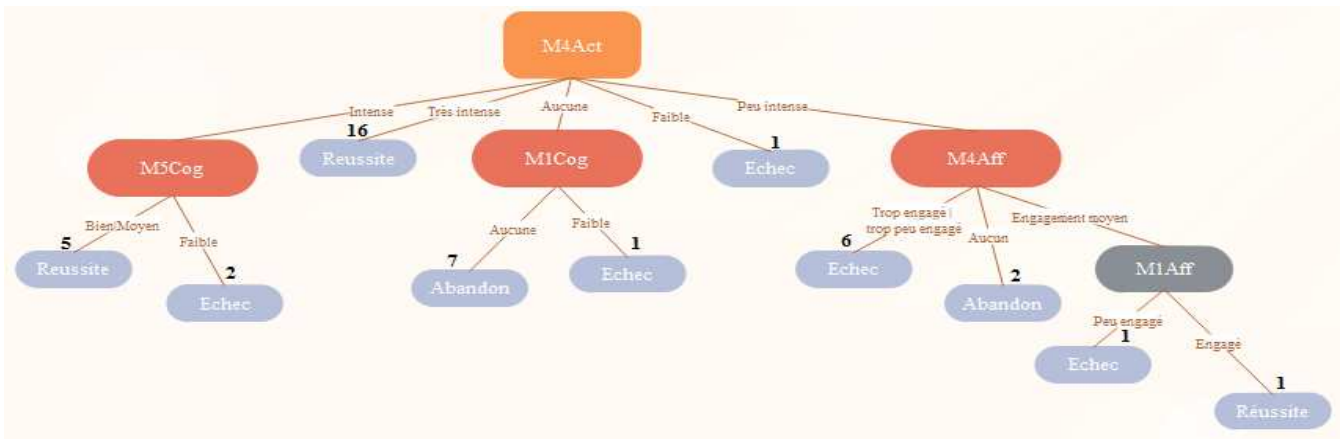 M4Act
Intense
Très intense
Aucune
Faible
Peu intense
M5Cog
16
Reussite
M1Cog
1
Echec
M4Aff
Bien\Moyen
Faible
Aucune
Faible
Trop engagé |
trop peu engagé
Aucun
Engagement moyen
5
Reussite
2
Echec
7
Abandon
1
Echec
6
Echec
2
Abandon
M1Aff
Peu engagé
Engagé
1
Echec
1
Réussite